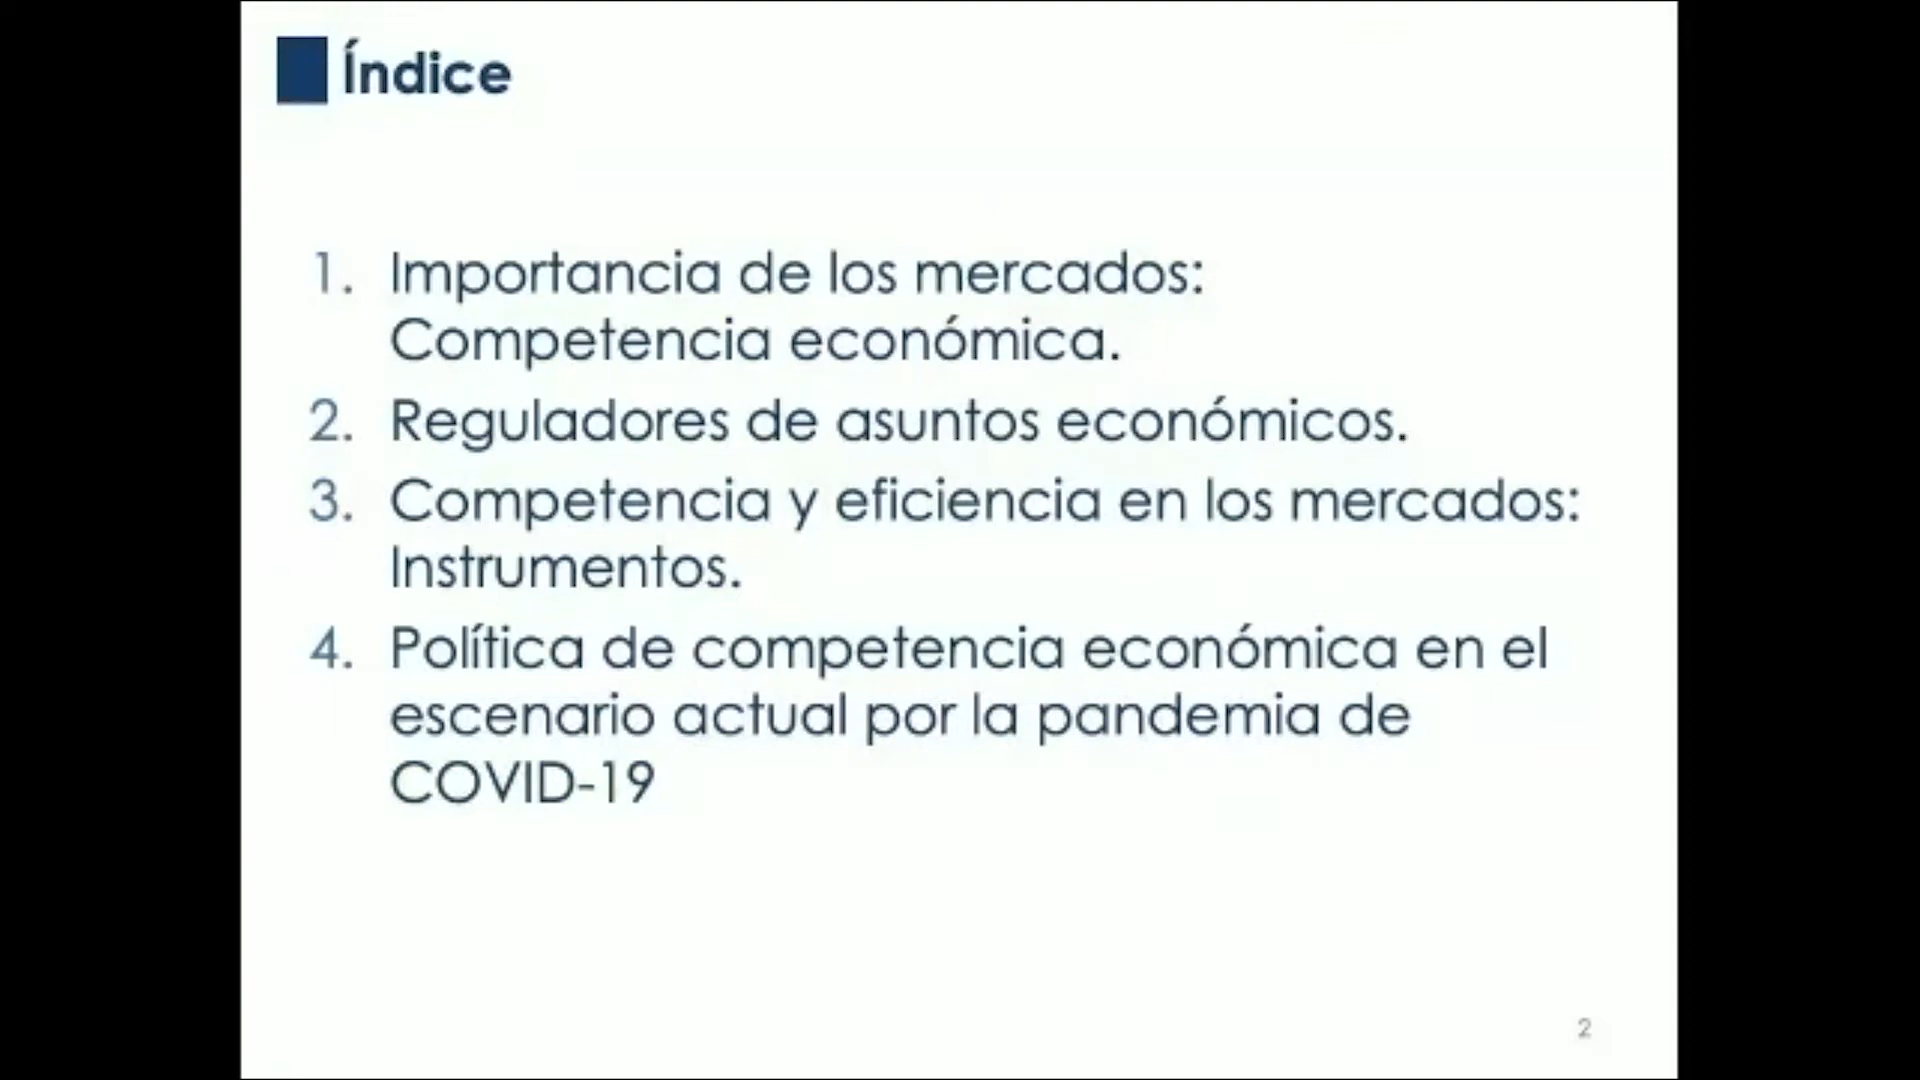 Índice
1. Importancia de los mercados:
Competencia económica.
2. Reguladores de asuntos económicos.
3. Competencia y eficiencia en los mercados:
Instrumentos.
4. Política de competencia económica en el
escenario actual por la pandemia de
COVID-19
2